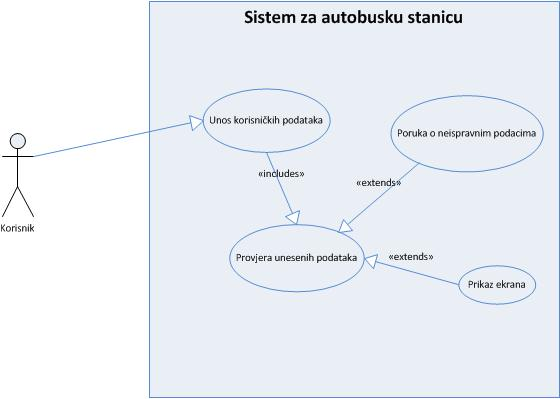 Sistem za autobusku stanicu
Unos korisničkih podataka
Poruka o neispravnim podacima
«includes»
«extends»
Korisnik
Provjera unesenih podataka
«extends»
Prikaz ekrana